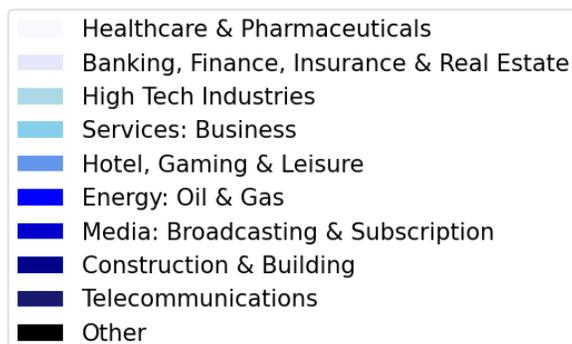 Healthcare & Pharmaceuticals
Banking, Finance, Insurance & Real Estate
High Tech Industries
Services: Business
Hotel, Gaming & Leisure
Energy: Oil & Gas
Media: Broadcasting & Subscription
Construction & Building
Telecommunications
Other